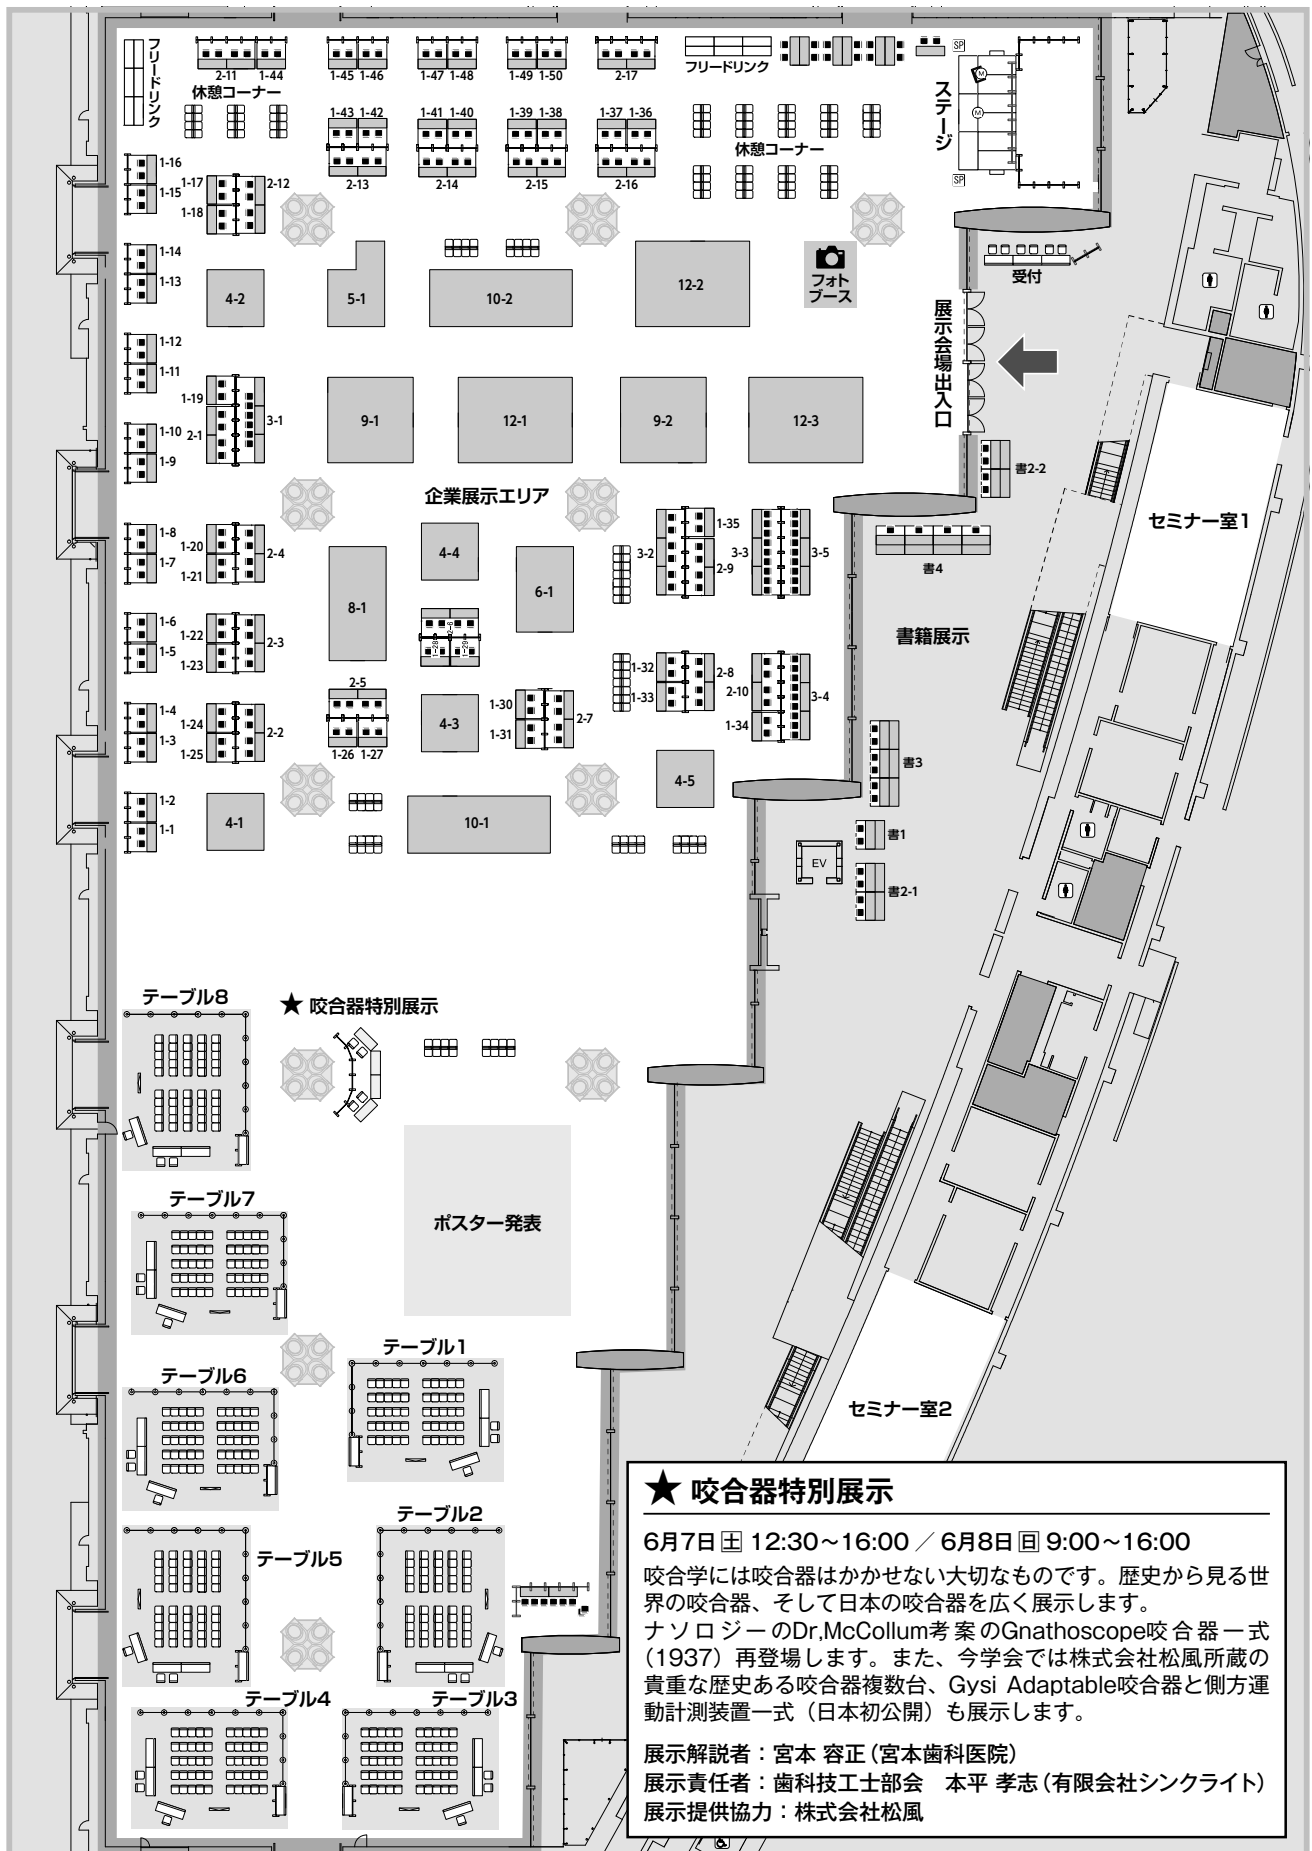 フリードリンク
2-11
1-44
休憩コーナー
1-45
1-46
1-47
1-48
1-49
1-50
2-17
フリードリンク
SP
M
M
ステージ
SP
1-43
1-42
1-41
1-40
1-39
1-38
1-37
1-36
休憩コーナー
2-13
2-14
2-15
2-16
1-16
1-15
1-17
2-12
1-18
1-14
1-13
4-2
5-1
10-2
12-2
フォト
ブース
受付
展示会場出入口
1-12
1-11
1-19
2-1
3-1
9-1
12-1
9-2
12-3
1-10
1-9
書2-2
企業展示エリア
セミナー室1
1-8
1-7
1-20
2-4
1-21
8-1
4-4
6-1
1-35
3-2
2-9
3-3
3-5
書4
1-6
1-5
1-22
2-3
1-23
2-6
1-28
1-29
書籍展示
1-32
1-33
2-8
2-10
3-4
1-34
2-5
1-26
1-27
4-3
1-30
2-7
1-31
1-4
1-3
1-24
2-2
1-25
書3
4-5
1-2
1-1
4-1
10-1
書1
EV
書2-1
テーブル8
★ 咬合器特別展示
ポスター発表
テーブル7
テーブル1
テーブル6
セミナー室2
テーブル2
テーブル5
テーブル4
テーブル3
★ 咬合器特別展示
6月7日 土 12:30〜16:00 ／ 6月8日 日 9:00〜16:00
咬合学には咬合器はかかせない大切なものです。歴史から見る世
界の咬合器、そして日本の咬合器を広く展示します。
ナソロジーのDr,McCollum考案のGnathoscope咬合器一式
（1937）再登場します。また、今学会では株式会社松風所蔵の
貴重な歴史ある咬合器複数台、Gysi Adaptable咬合器と側方運
動計測装置一式（日本初公開）も展示します。
展示解説者：宮本 容正（宮本歯科医院）
展示責任者：歯科技工士部会　本平 孝志（有限会社シンクライト）
展示提供協力：株式会社松風